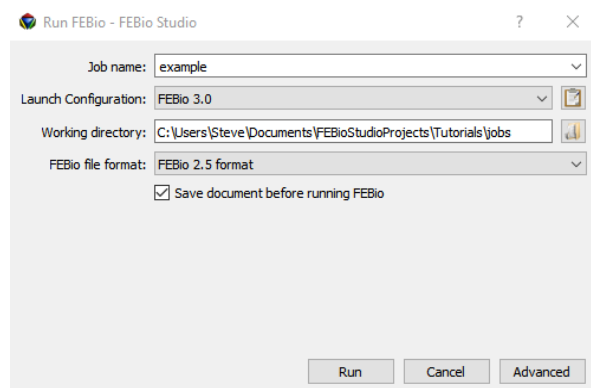 Run FEBio - FEBio Studio ? ×
Job name: example
Launch Configuration: FEBio 3.0
Working directory: C:\Users\Steve\Documents\FEBioStudioProjects\Tutorials\jobs
FEBio file format: FEBio 2.5 format
Save document before running FEBio
Run Cancel Advanced